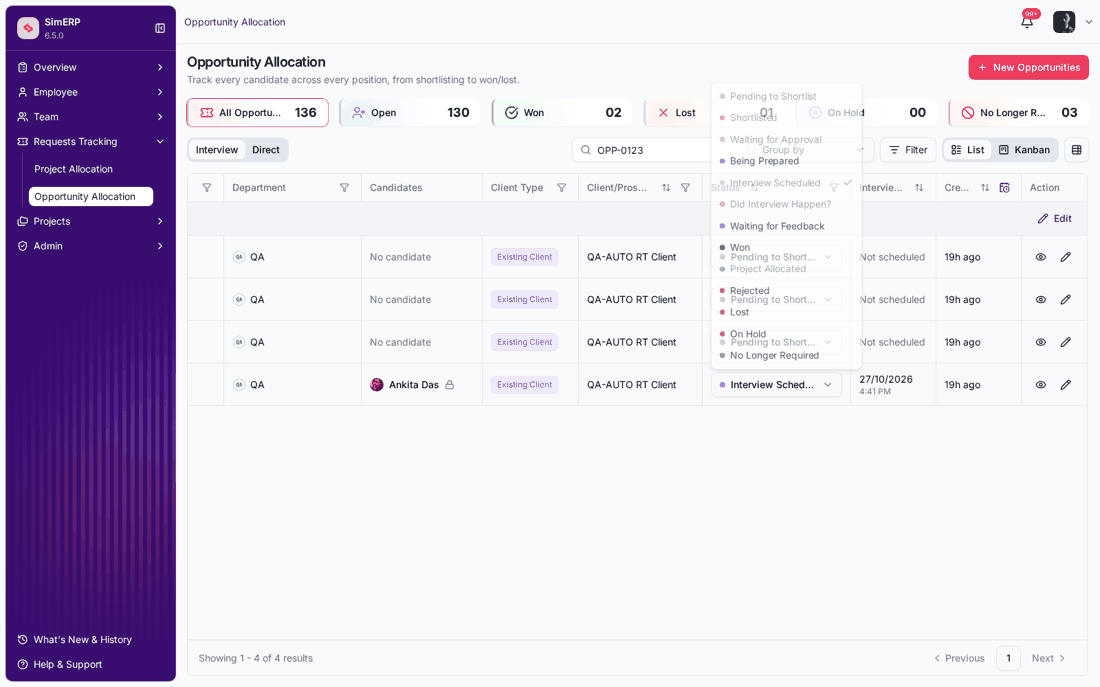 SimERP
6.5.0
Overview
Employee
Team
Requests Tracking
Project Allocation
Opportunity Allocation
Projects
Admin
What's New & History
Help & Support
Opportunity Allocation
99+
Opportunity Allocation
Track every candidate across every position, from shortlisting to won/lost.
New Opportunities
All Opportu... 136
Open 130
Won 02
Lost 01
On Hold 00
No Longer R... 03
Interview Direct
OPP-0123
Group by
Filter
List Kanban
Department Candidates Client Type Client/Pros... Status Intervie... Cre... Action
Edit
QA QA No candidate Existing Client QA-AUTO RT Client Pending to Short... Not scheduled 19h ago
QA QA No candidate Existing Client QA-AUTO RT Client Pending to Short... Not scheduled 19h ago
QA QA No candidate Existing Client QA-AUTO RT Client Pending to Short... Not scheduled 19h ago
QA QA Ankita Das Existing Client QA-AUTO RT Client Interview Sched... 27/10/2026 19h ago
4:41 PM
Pending to Shortlist
Shortlisted
Waiting for Approval
Being Prepared
Interview Scheduled
Did Interview Happen?
Waiting for Feedback
Won
Project Allocated
Rejected
Lost
On Hold
No Longer Required
Showing 1 - 4 of 4 results
Previous 1 Next